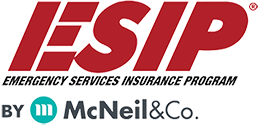 ESIP®
EMERGENCY SERVICES INSURANCE PROGRAM
BY m McNeil&Co.